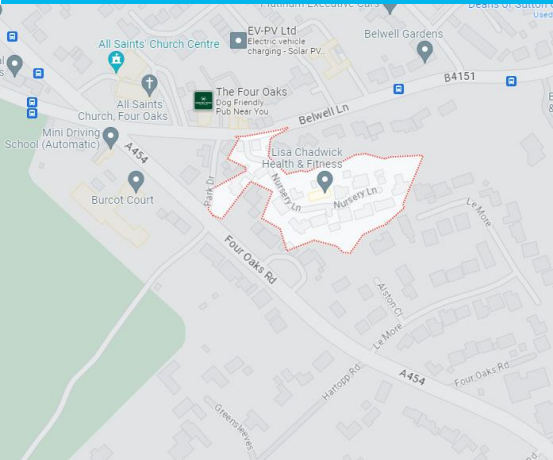 Platinum Executive Cars
Deans of Sutton
Used
EV-PV Ltd
Electric vehicle
charging - Solar PV...
Belwell Gardens
All Saints' Church Centre
B4151
The Four Oaks
Dog Friendly
Pub Near You
All Saints
Church, Four Oaks
Belwell Ln
Mini Driving
School (Automatic)
A454
Lisa Chadwick
Health & Fitness
Burcot Court
Park Dr
Nursery Ln
Nursery Ln
Le More
Four Oaks Rd
Alston Cl
Le More
Hartopp Rd
A454
Four Oaks Rd
Greensleeves